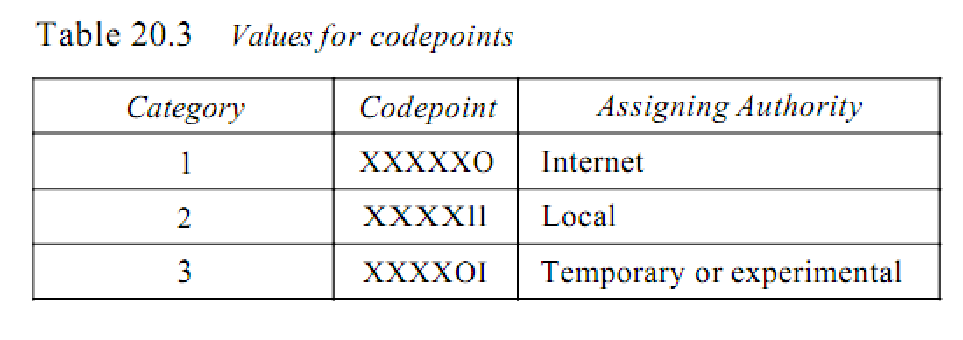 Table 20.3 Values for codepoints
Category Codepoint Assigning Authority
1 XXXXXO Internet
2 XXXX11 Local
3 XXXXOI Temporary or experimental